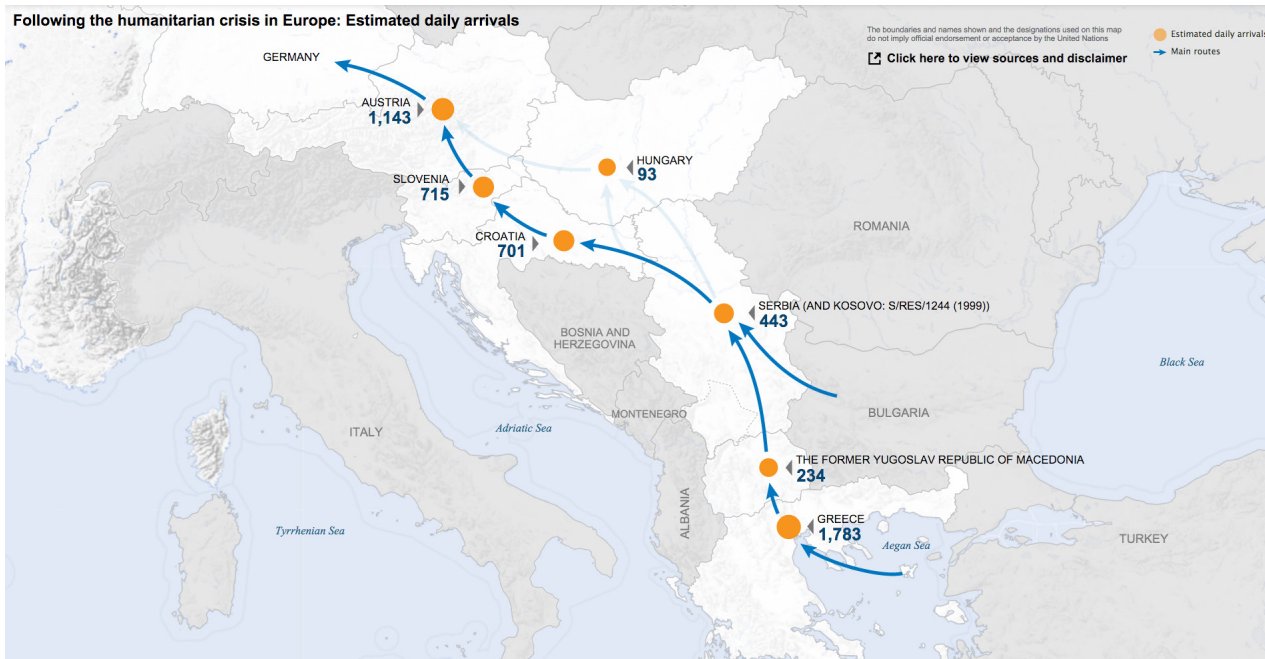 Following the humanitarian crisis in Europe: Estimated daily arrivals
The boundaries and names shown and the designations used on this map
do not imply official endorsement or acceptance by the United Nations
Click here to view sources and disclaimer
Estimated daily arrivals
Main routes
GERMANY
AUSTRIA
1,143
HUNGARY
93
SLOVENIA
715
CROATIA
701
ROMANIA
SERBIA (AND KOSOVO: S/RES/1244 (1999))
443
BOSNIA AND
HERZEGOVINA
Black Sea
MONTENEGRO
BULGARIA
ITALY
Adriatic Sea
THE FORMER YUGOSLAV REPUBLIC OF MACEDONIA
234
ALBANIA
GREECE
1,783
Tyrrhenian Sea
Aegan Sea
TURKEY